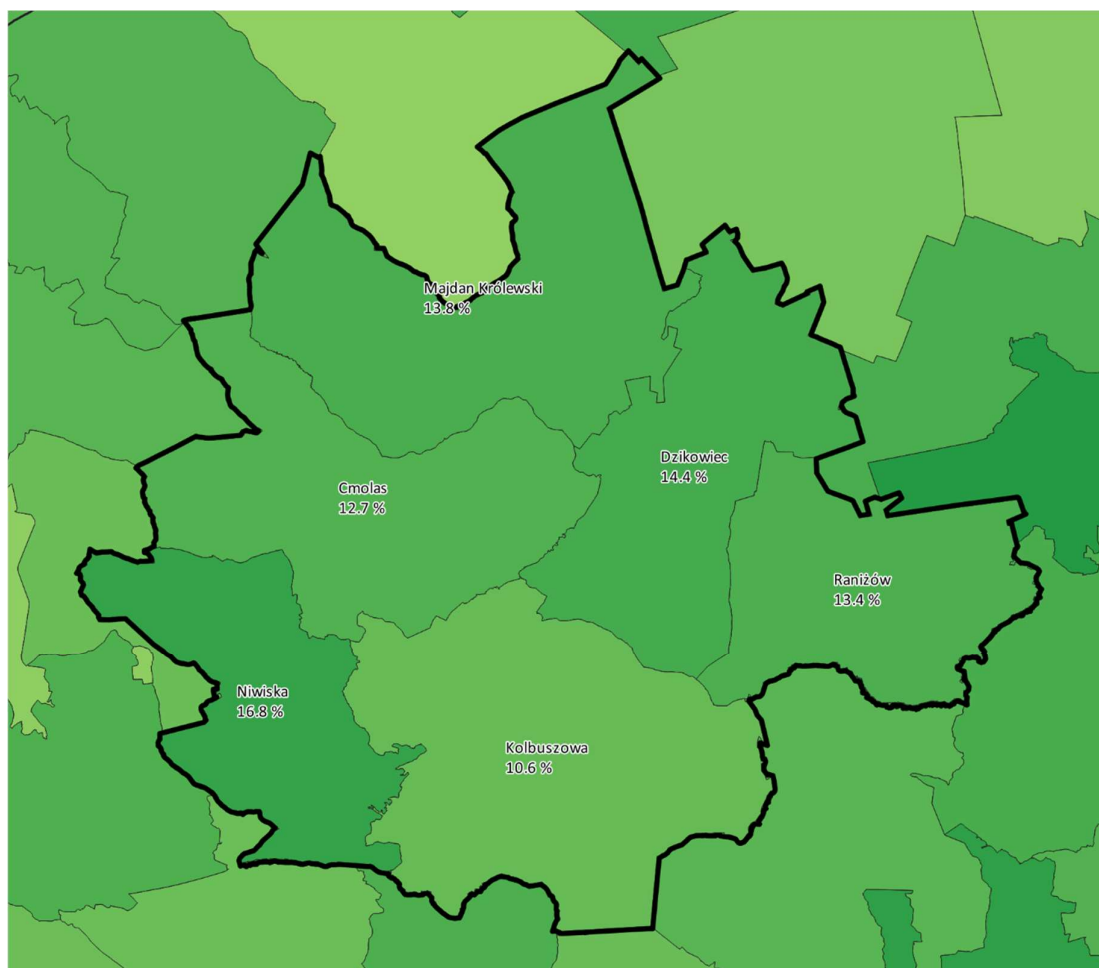 Majdan Królewski
13.8 %
Dzikowiec
14.4 %
Cmolas
12.7 %
Raniżów
13.4 %
Niwiska
16.8 %
Kolbuszowa
10.6 %